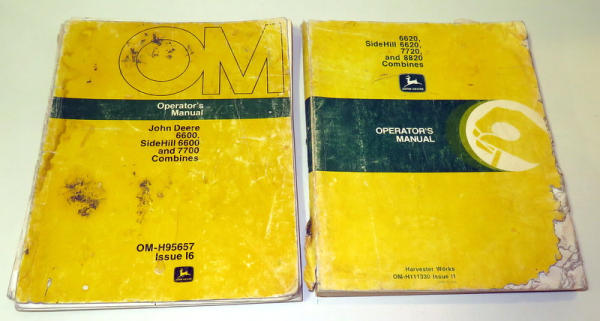 OM
Operator's
Manual
John Deere
6600,
SideHill 6600
and 7700
Combines
OM-H95657
Issue I6
JOHN DEERE
6620,
SideHill 6620,
7720,
and 8820
Combines
JOHN DEERE
OPERATOR'S
MANUAL
Harvester Works
OM-H111330 Issue I1